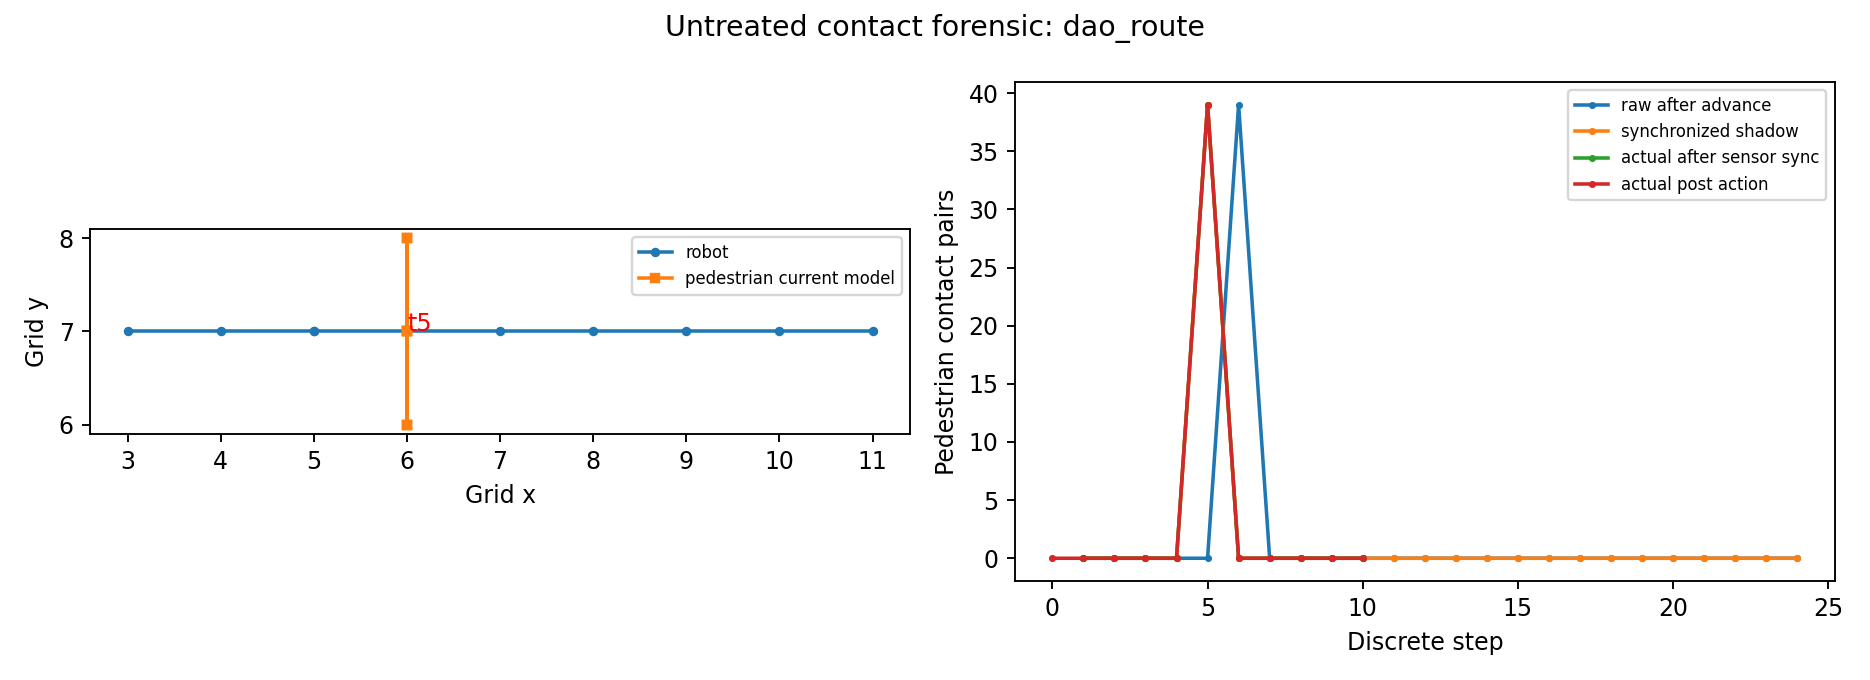 Untreated contact forensic: dao_route
8
7
6
Grid y
robot
pedestrian current model
t5
3 4 5 6 7 8 9 10 11
Grid x
40
35
30
25
20
15
10
5
0
Pedestrian contact pairs
raw after advance
synchronized shadow
actual after sensor sync
actual post action
0 5 10 15 20 25
Discrete step